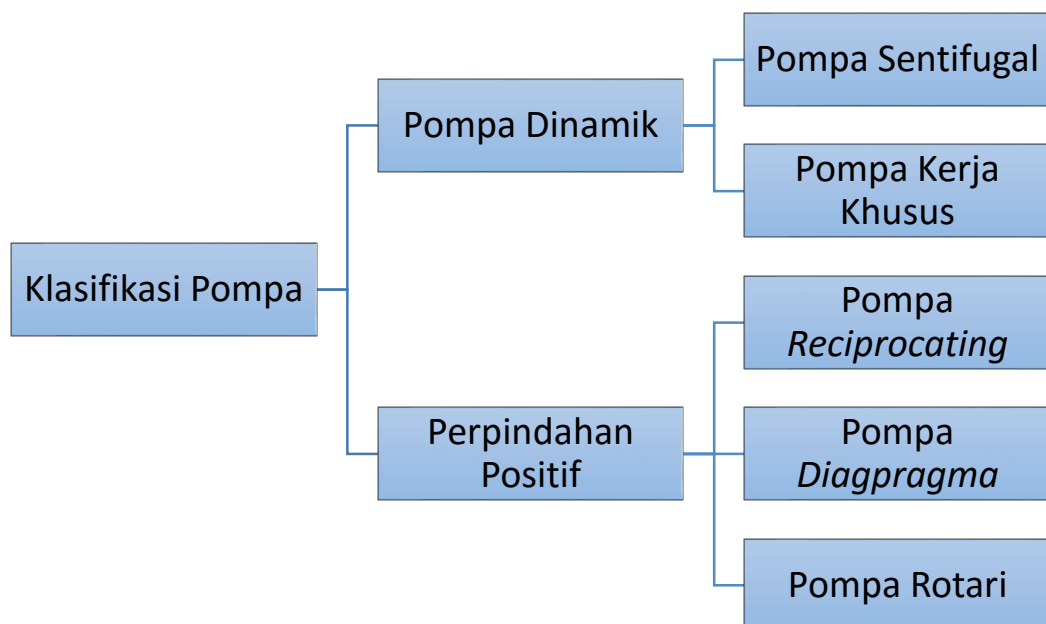 Klasifikasi Pompa
Pompa Dinamik
Pompa Sentifugal
Pompa Kerja
Khusus
Perpindahan
Positif
Pompa
Reciprocating
Pompa
Diagpragma
Pompa Rotari